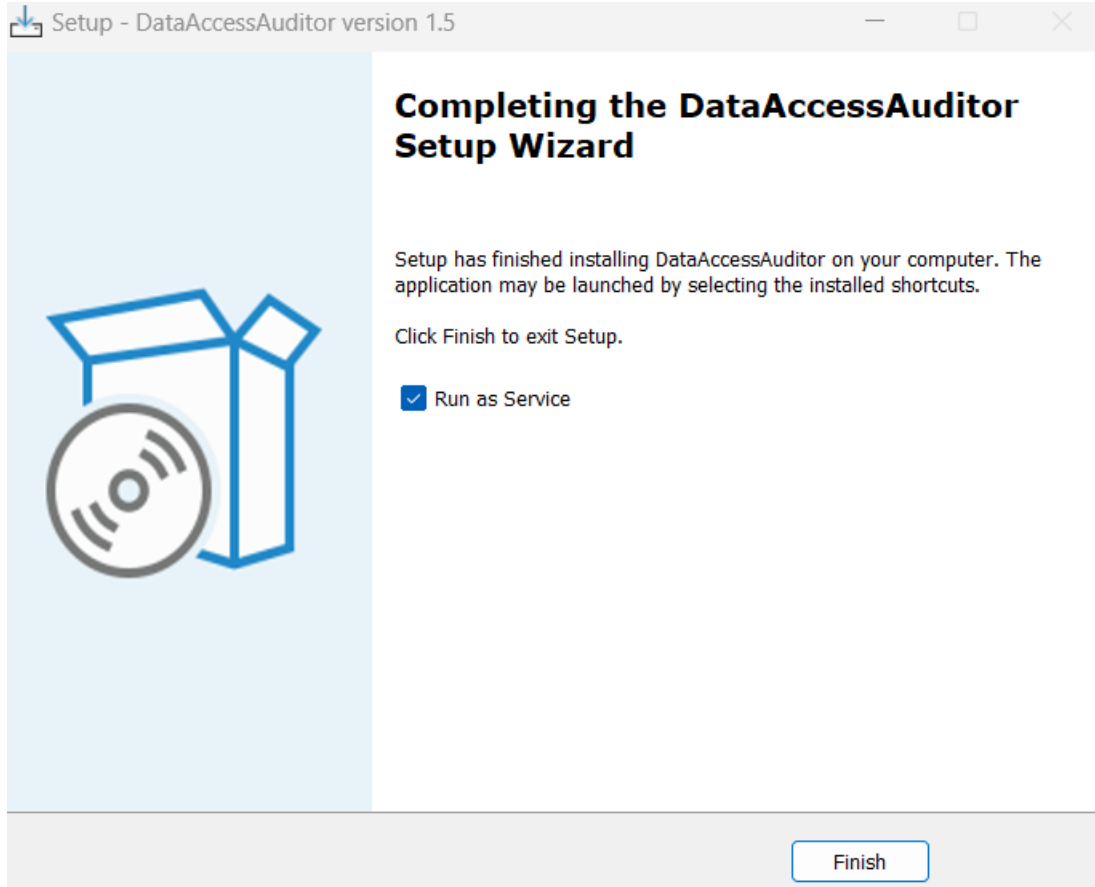 Setup - DataAccessAuditor version 1.5
Completing the DataAccessAuditor
Setup Wizard
Setup has finished installing DataAccessAuditor on your computer. The
application may be launched by selecting the installed shortcuts.
Click Finish to exit Setup.
Run as Service
Finish